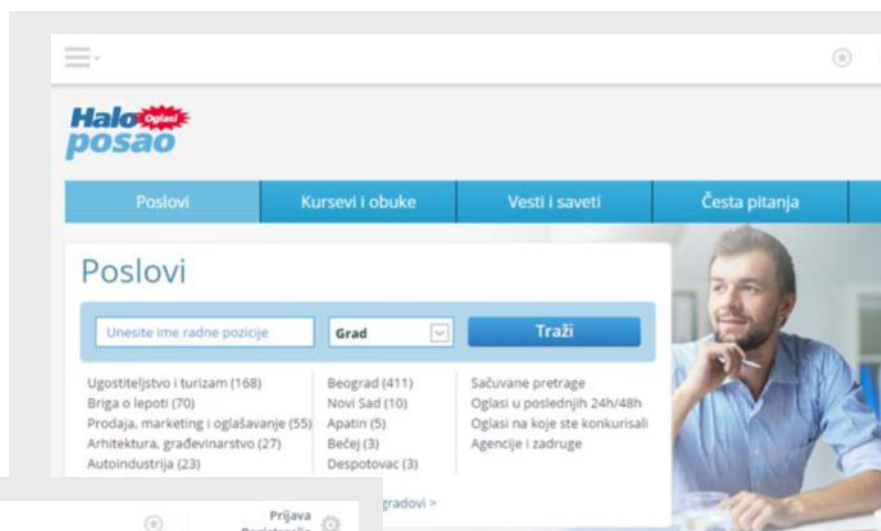 Halo Oglasi
posao
Poslovi Kursevi i obuke Vesti i saveti Česta pitanja
Poslovi
Unesite ime radne pozicije Grad Traži
Ugostiteljstvo i turizam (168) Beograd (411) Sačuvane pretrage
Briga o lepoti (70) Novi Sad (10) Oglasi u poslednjih 24h/48h
Prodaja, marketing i oglašavanje (55) Apatin (5) Oglasi na koje ste konkurisali
Arhitektura, građevinarstvo (27) Bečej (3) Agencije i zadruge
Autoindustrija (23) Despotovac (3)
gradovi >
Prijava